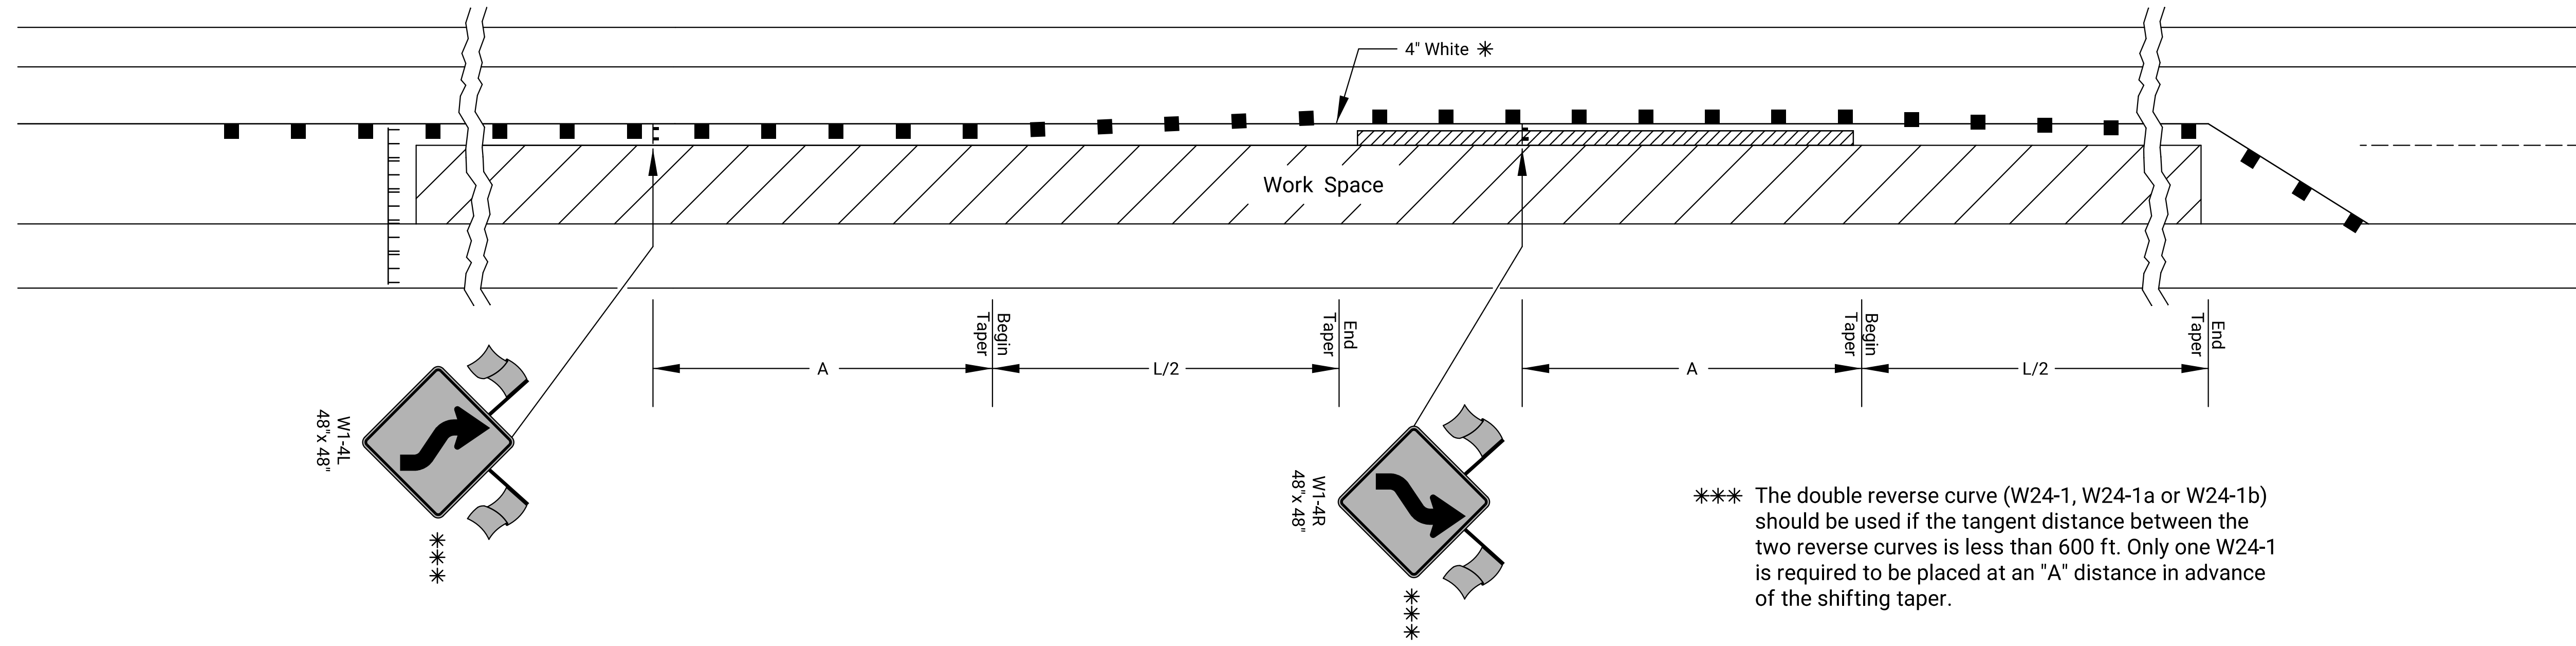 4" White ✳
Work Space
Begin
Taper
End
Taper
Begin
Taper
End
Taper
A
L/2
A
L/2
W1-4L
48"x 48"
✳✳✳
W1-4R
48"x 48"
✳✳✳
✳✳✳ The double reverse curve (W24-1, W24-1a or W24-1b)
should be used if the tangent distance between the
two reverse curves is less than 600 ft. Only one W24-1
is required to be placed at an "A" distance in advance
of the shifting taper.